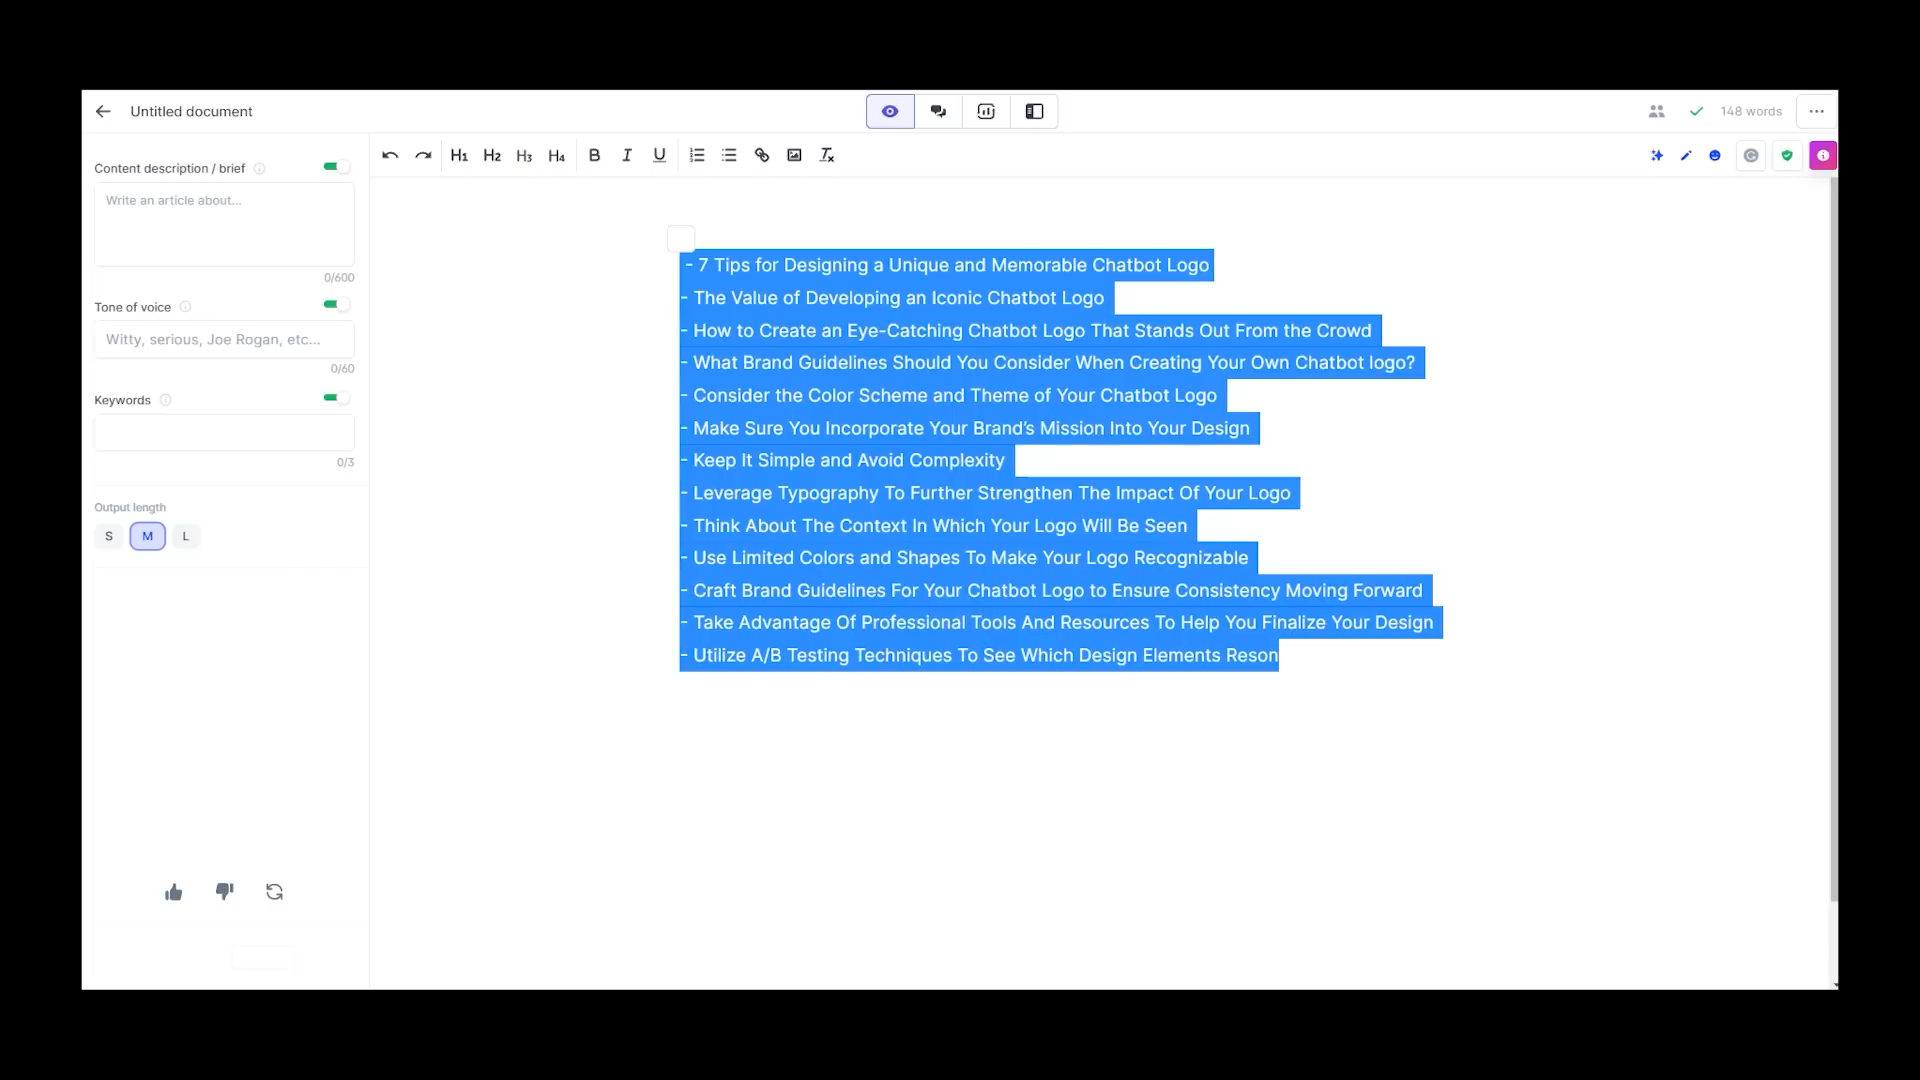 Untitled document
148 words
H1 H2 H3 H4 B I U
Content description / brief
Write an article about...
0/600
Tone of voice
Witty, serious, Joe Rogan, etc...
0/60
Keywords
0/3
Output length
S M L
- 7 Tips for Designing a Unique and Memorable Chatbot Logo
- The Value of Developing an Iconic Chatbot Logo
- How to Create an Eye-Catching Chatbot Logo That Stands Out From the Crowd
- What Brand Guidelines Should You Consider When Creating Your Own Chatbot logo?
- Consider the Color Scheme and Theme of Your Chatbot Logo
- Make Sure You Incorporate Your Brand’s Mission Into Your Design
- Keep It Simple and Avoid Complexity
- Leverage Typography To Further Strengthen The Impact Of Your Logo
- Think About The Context In Which Your Logo Will Be Seen
- Use Limited Colors and Shapes To Make Your Logo Recognizable
- Craft Brand Guidelines For Your Chatbot Logo to Ensure Consistency Moving Forward
- Take Advantage Of Professional Tools And Resources To Help You Finalize Your Design
- Utilize A/B Testing Techniques To See Which Design Elements Reson